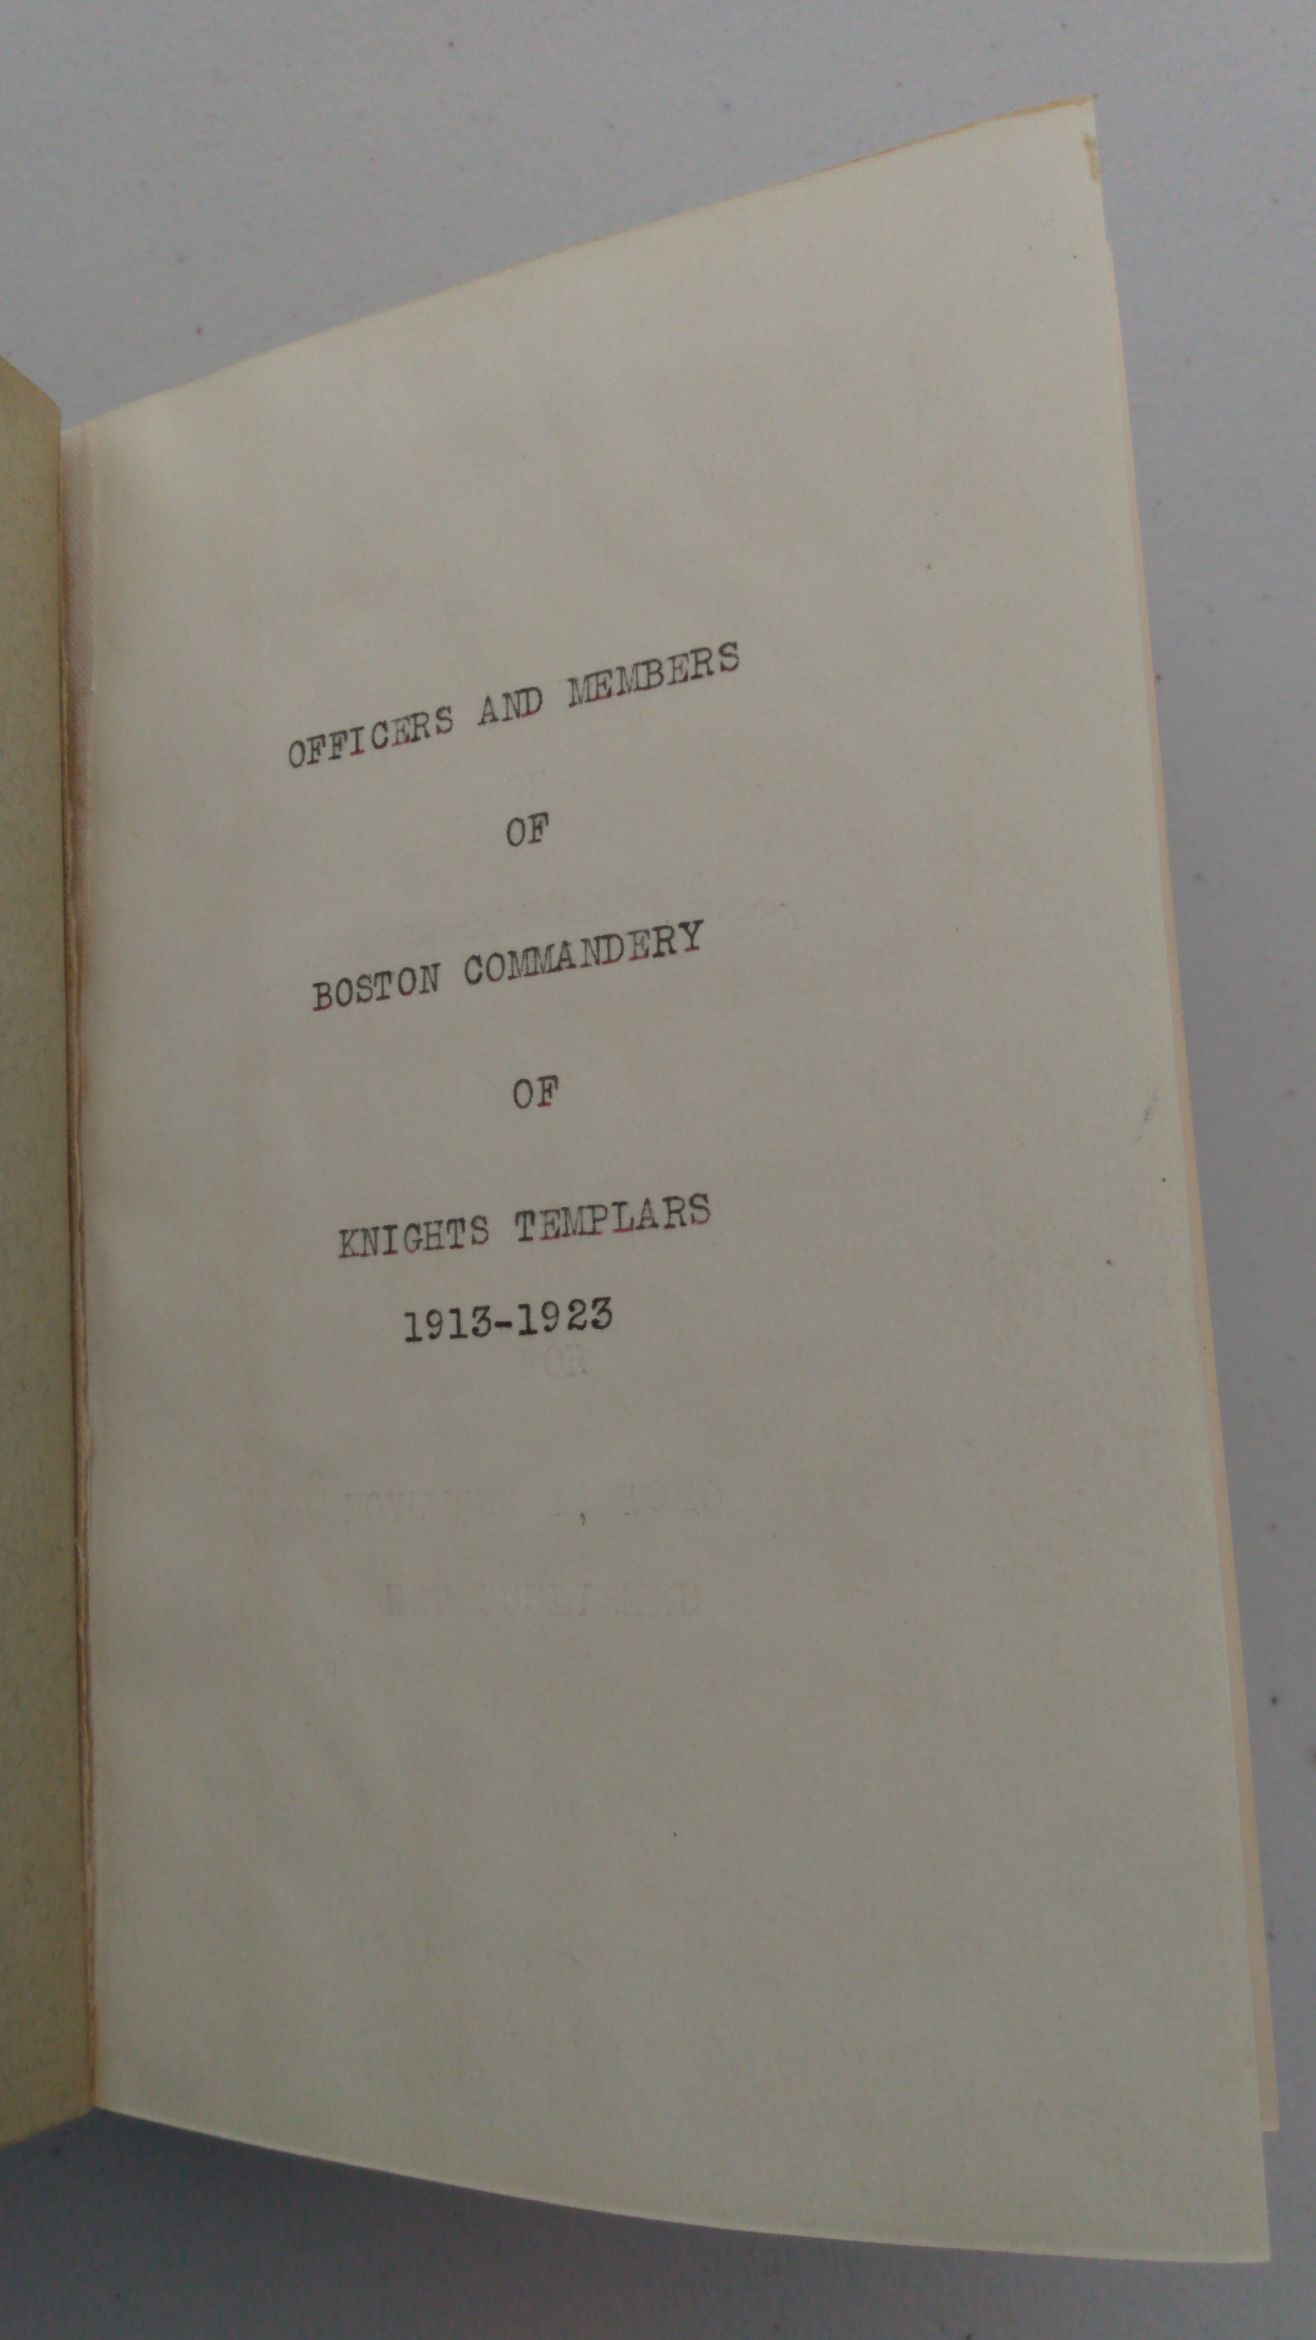 OFFICERS AND MEMBERS
OF
BOSTON COMMANDERY
OF
KNIGHTS TEMPLARS
1913-1923